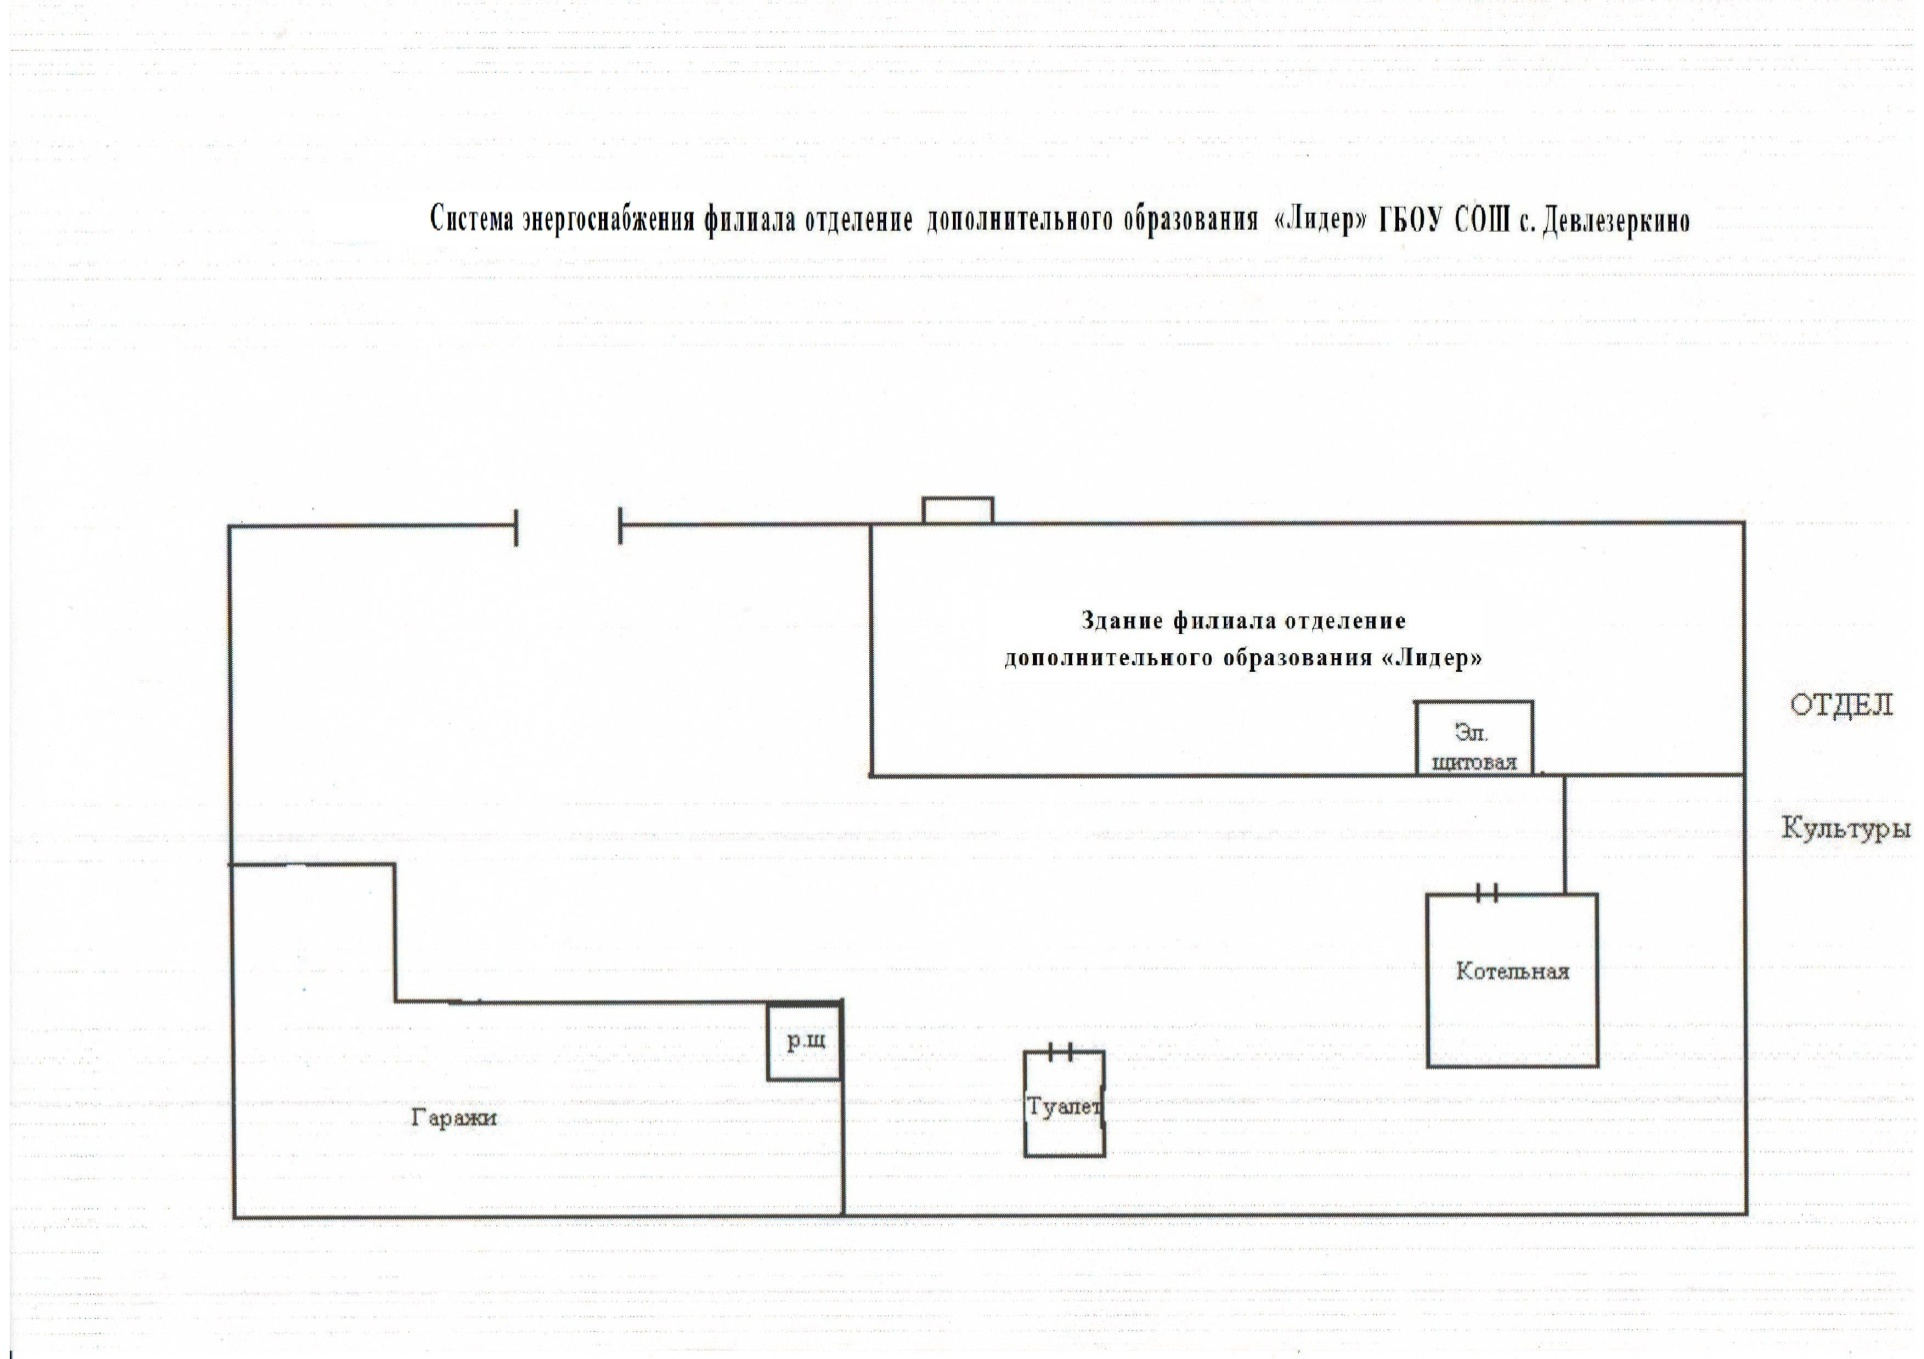 Система энергоснабжения филиала отделение дополнительного образования «Лидер» ГБОУ СОШ с. Девлезеркино
Здание филиала отделение
дополнительного образования «Лидер»
ОТДЕЛ
Эл.
щитовая
Культуры
Котельная
р.щ
Туалет
Гаражи